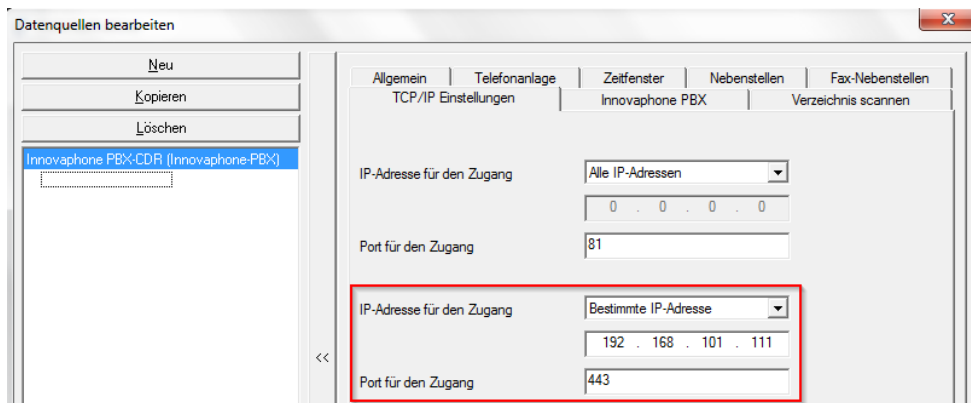 Datenquellen bearbeiten
x
Neu
Kopieren
Löschen
Innovaphone PBX-CDR (Innovaphone-PBX)
<<
Allgemein Telefonanlage Zeitfenster Nebenstellen Fax-Nebenstellen
TCP/IP Einstellungen Innovaphone PBX Verzeichnis scannen
IP-Adresse für den Zugang Alle IP-Adressen
0 . 0 . 0 . 0
Port für den Zugang 81
IP-Adresse für den Zugang Bestimmte IP-Adresse
192 . 168 . 101 . 111
Port für den Zugang 443